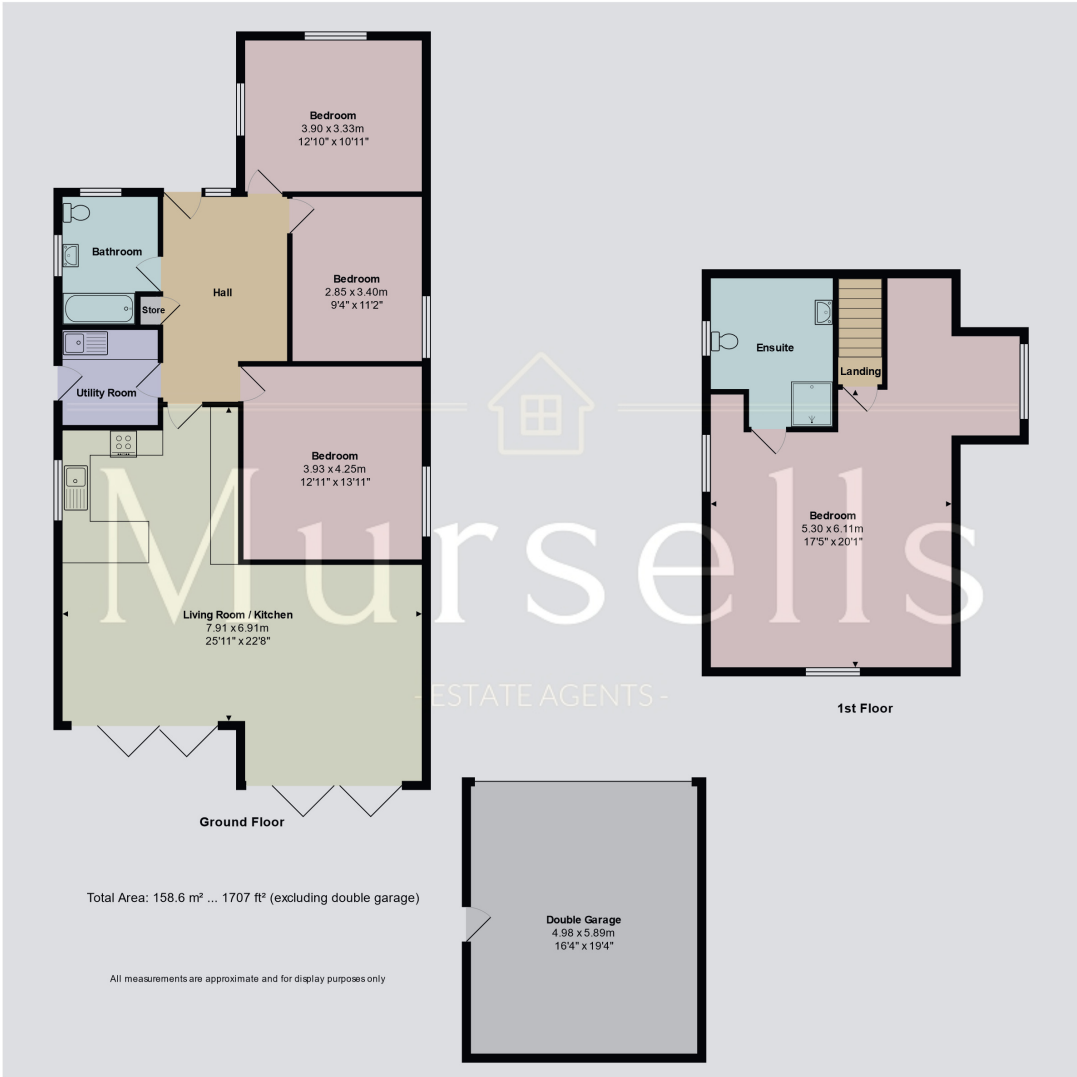 Bedroom
3.90 x 3.33m
12'10" x 10'11"
Bathroom
Store
Hall
Bedroom
2.85 x 3.40m
9'4" x 11'2"
Utility Room
Bedroom
3.93 x 4.25m
12'11" x 13'11"
Living Room / Kitchen
7.91 x 6.91m
25'11" x 22'8"
Ground Floor
Ensuite
Landing
Bedroom
5.30 x 6.11m
17'5" x 20'1"
1st Floor
Mursells
- ESTATE AGENTS -
Double Garage
4.98 x 5.89m
16'4" x 19'4"
Total Area: 158.6 m² ... 1707 ft² (excluding double garage)
All measurements are approximate and for display purposes only